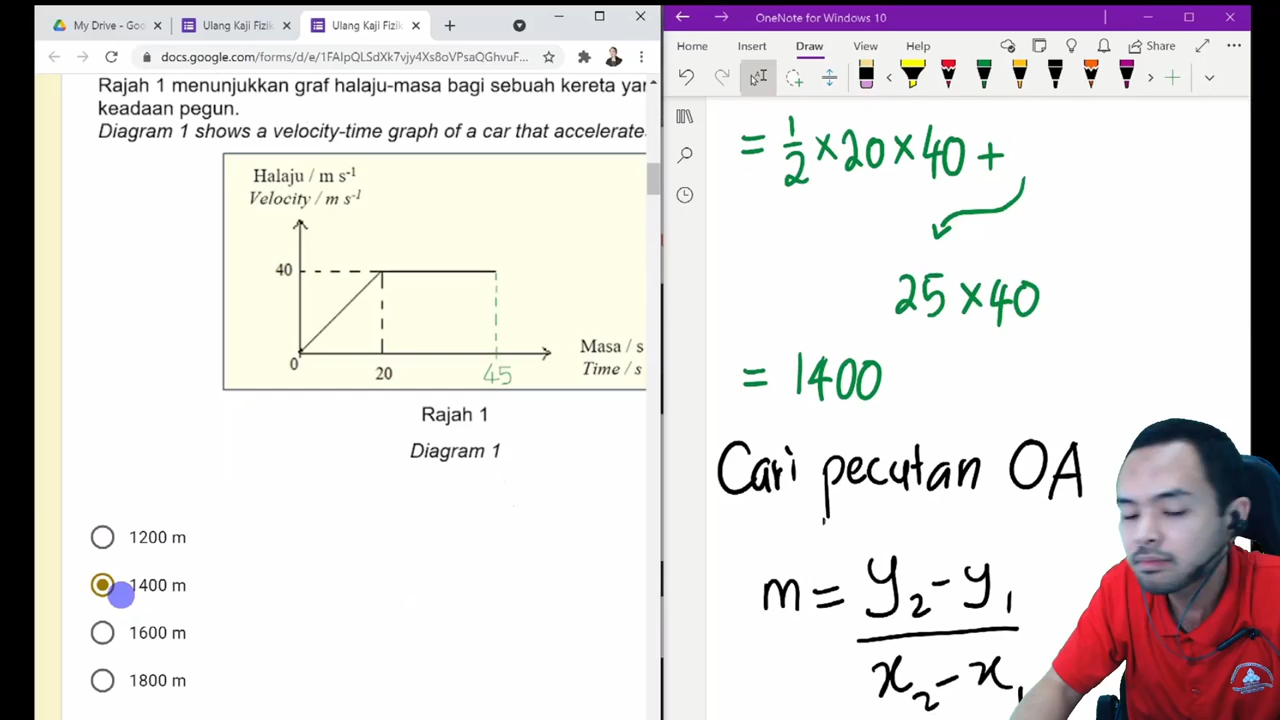 My Drive - Goo
Ulang Kaji Fizik
Ulang Kaji Fizik
docs.google.com/forms/d/e/1FAIpQLSdXk7vjy4Xs8oVPsaQGhvuF...
Rajah 1 menunjukkan graf halaju-masa bagi sebuah kereta yan
keadaan pegun.
Diagram 1 shows a velocity-time graph of a car that accelerate
Halaju / m s⁻¹
Velocity / m s⁻¹
40
0
20
45
Masa / s
Time / s
Rajah 1
Diagram 1
1200 m
1400 m
1600 m
1800 m
OneNote for Windows 10
Home
Insert
Draw
View
Help
Share
= 1/2 × 20 × 40 +
25 × 40
= 1400
Cari pecutan OA
m = y₂ - y₁
x₂ - x₁